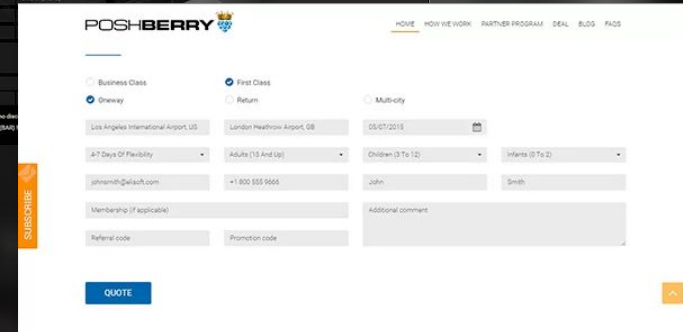 POSHBERRY
HOME HOW WE WORK PARTNER PROGRAM DEAL BLOG FAQS
Business Class First Class
Oneway Return Multi-city
Los Angeles International Airport, US London Heathrow Airport, GB 05/07/2015
4-7 Days Of Flexibility Adults (13 And Up) Children (3 To 12) Infants (0 To 2)
johnsmith@elisoft.com +1 800 555 9666 John Smith
Membership (if applicable) Additional comment
Referral code Promotion code
QUOTE
SUBSCRIBE